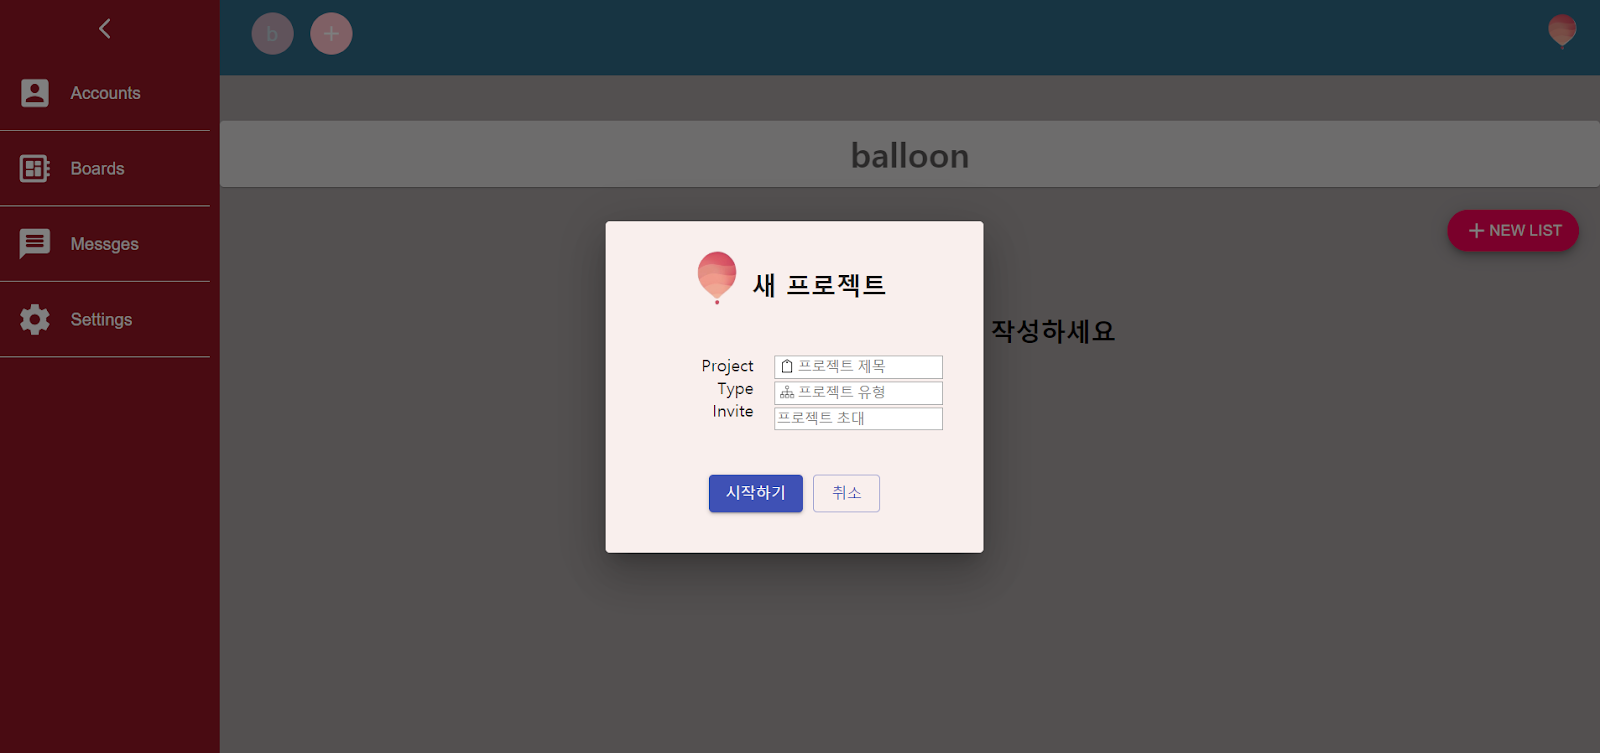 b
Accounts
Boards
Messges
Settings
balloon
NEW LIST
작성하세요
새 프로젝트
Project 프로젝트 제목
Type 프로젝트 유형
Invite 프로젝트 초대
시작하기 취소